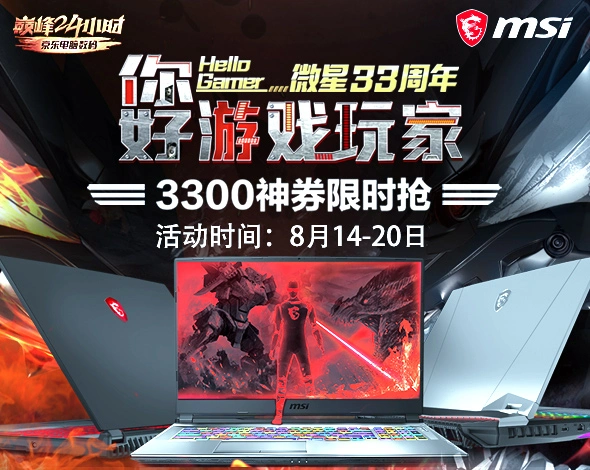 巅峰24小时
京东电脑数码
msi
Hello
Gamer....微星33周年
你好游戏玩家
3300神券限时抢
活动时间：8月14-20日
msi